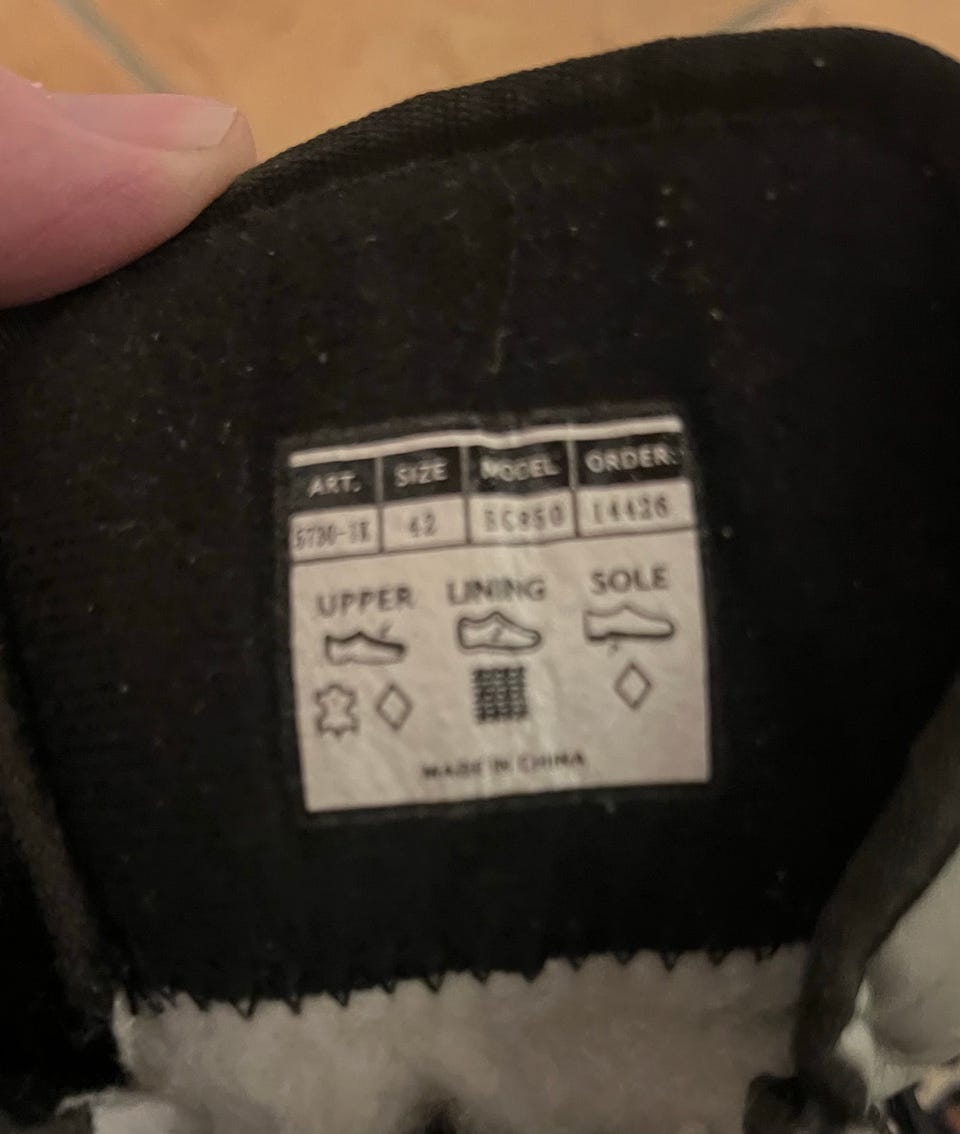 ART. SIZE MODEL ORDER:
42 14426
UPPER LINING SOLE
MADE IN CHINA